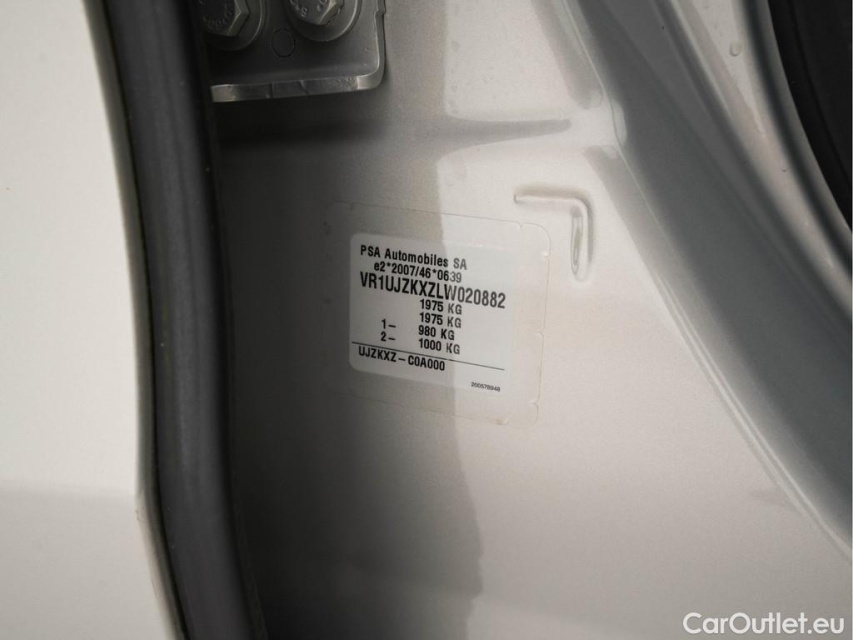 PSA Automobiles SA
e2*2007/46*0639
VR1UJZKXZLW020882
1975 KG
1975 KG
1– 980 KG
2– 1000 KG
UJZKXZ – C0A000
200578948
CarOutlet.eu